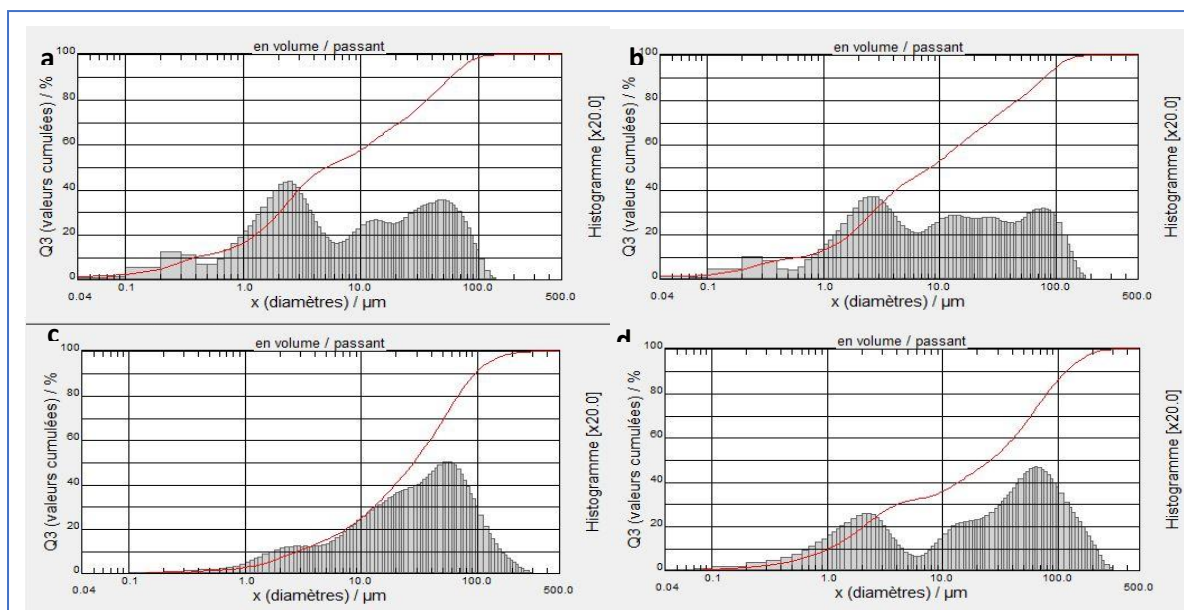 a
en volume / passant
Q3 (valeurs cumulées) / %
100
80
60
40
20
0
0.04
0.1
1.0
10.0
100.0
500.0
x (diamètres) / µm
Histogramme [x20.0]
b
en volume / passant
Q3 (valeurs cumulées) / %
100
80
60
40
20
0
0.04
0.1
1.0
10.0
100.0
500.0
x (diamètres) / µm
Histogramme [x20.0]
c
en volume / passant
Q3 (valeurs cumulées) / %
100
80
60
40
20
0
0.04
0.1
1.0
10.0
100.0
500.0
x (diamètres) / µm
Histogramme [x20.0]
d
en volume / passant
Q3 (valeurs cumulées) / %
100
80
60
40
20
0
0.04
0.1
1.0
10.0
100.0
500.0
x (diamètres) / µm
Histogramme [x20.0]